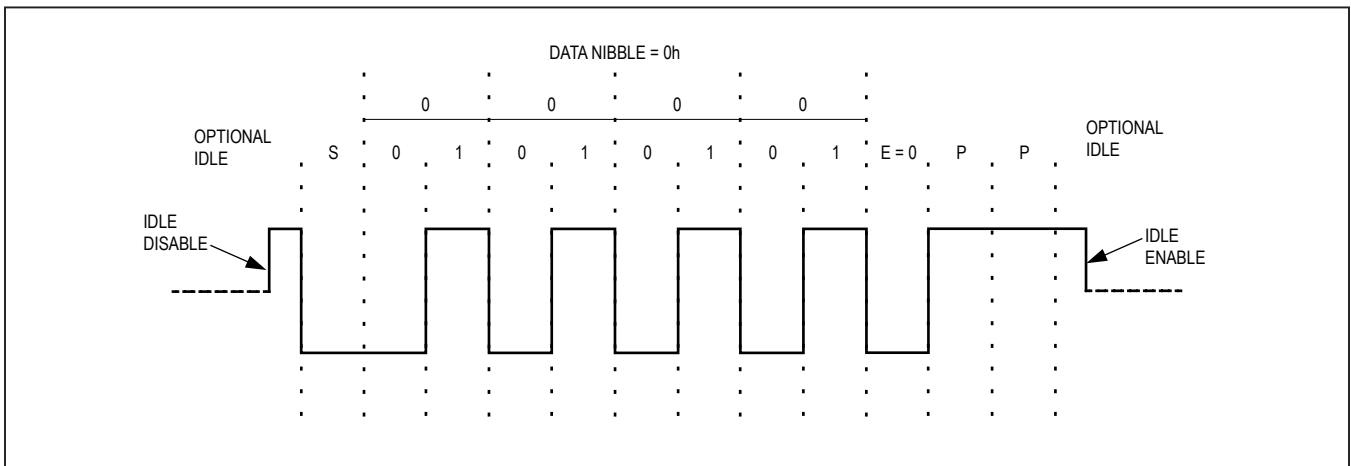 DATA NIBBLE = 0h
0 0 0 0
OPTIONAL
IDLE
S 0 1 0 1 0 1 0 1 E = 0 P P
OPTIONAL
IDLE
IDLE
DISABLE
IDLE
ENABLE